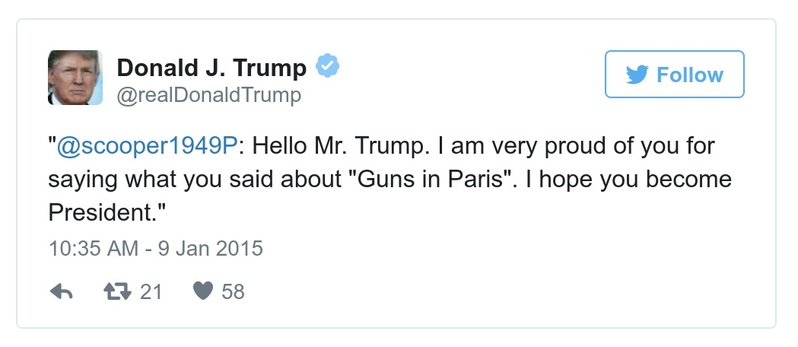 Donald J. Trump
@realDonaldTrump
Follow
"@scooper1949P: Hello Mr. Trump. I am very proud of you for
saying what you said about "Guns in Paris". I hope you become
President."
10:35 AM - 9 Jan 2015
21 58